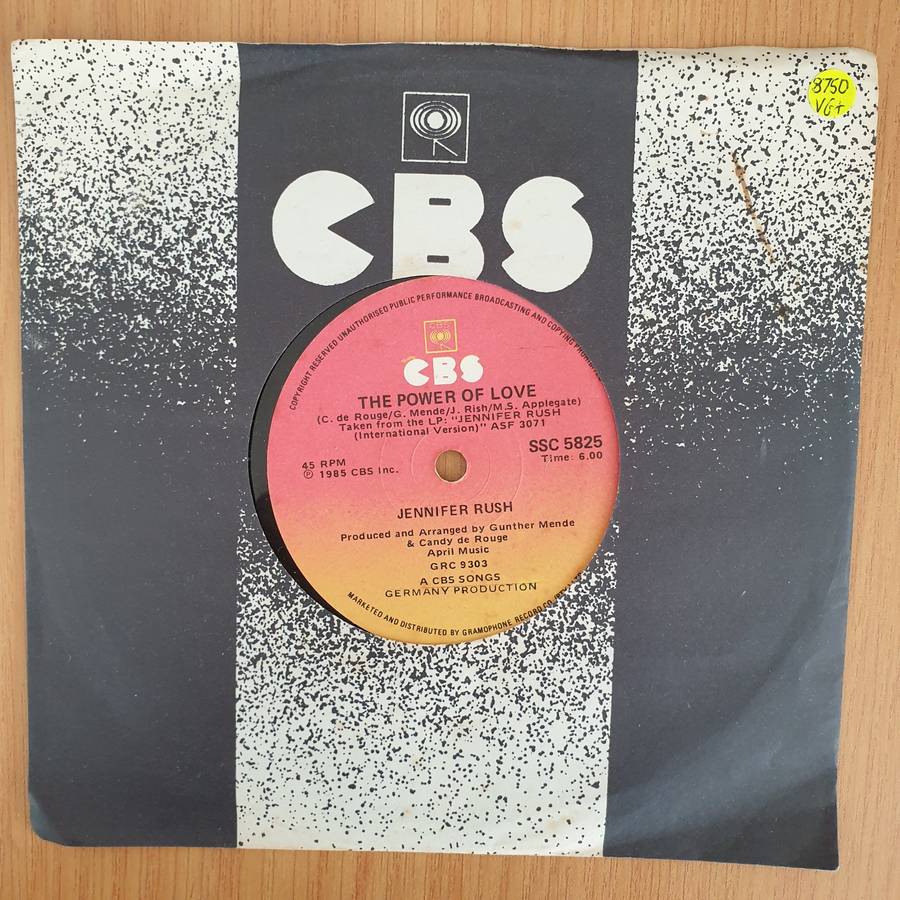 8750
VG+
CBS
COPYRIGHT RESERVED UNAUTHORISED PUBLIC PERFORMANCE BROADCASTING AND COPYING
CBS
CBS
THE POWER OF LOVE
(C. de Rouge/G. Mende/J. Rish/M.S. Applegate)
Taken from the LP: "JENNIFER RUSH
(International Version)" ASF 3071
SSC 5825
Time: 6.00
45 RPM
Ⓟ 1985 CBS Inc.
JENNIFER RUSH
Produced and Arranged by Gunther Mende
& Candy de Rouge
April Music
GRC 9303
A CBS SONGS
GERMANY PRODUCTION
MARKETED AND DISTRIBUTED BY GRAMOPHONE RECORD CO.